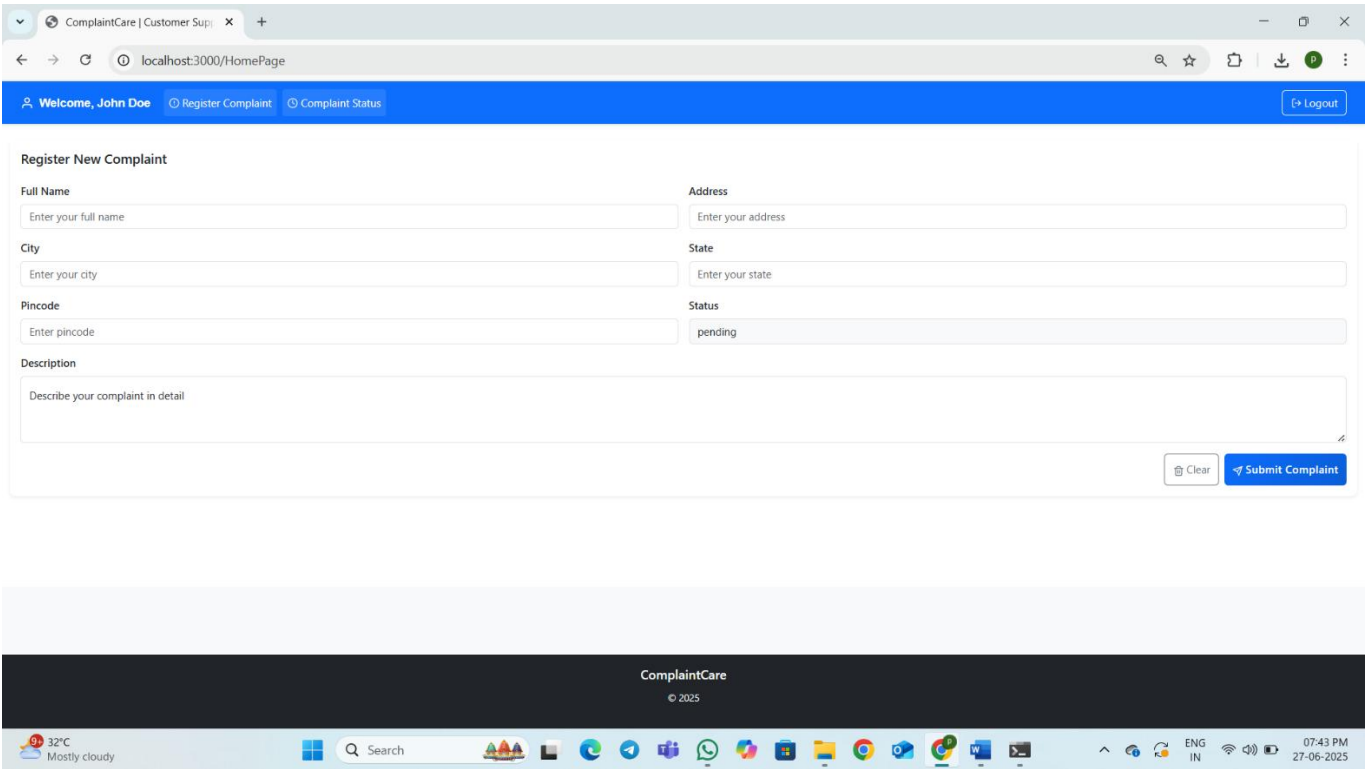 ComplaintCare | Customer Supp
localhost:3000/HomePage
P
Welcome, John Doe Register Complaint Complaint Status Logout
Register New Complaint
Full Name Address
Enter your full name Enter your address
City State
Enter your city Enter your state
Pincode Status
Enter pincode pending
Description
Describe your complaint in detail
Clear Submit Complaint
ComplaintCare
© 2025
9+ 32°C Search P W ENG 07:43 PM
Mostly cloudy IN 27-06-2025